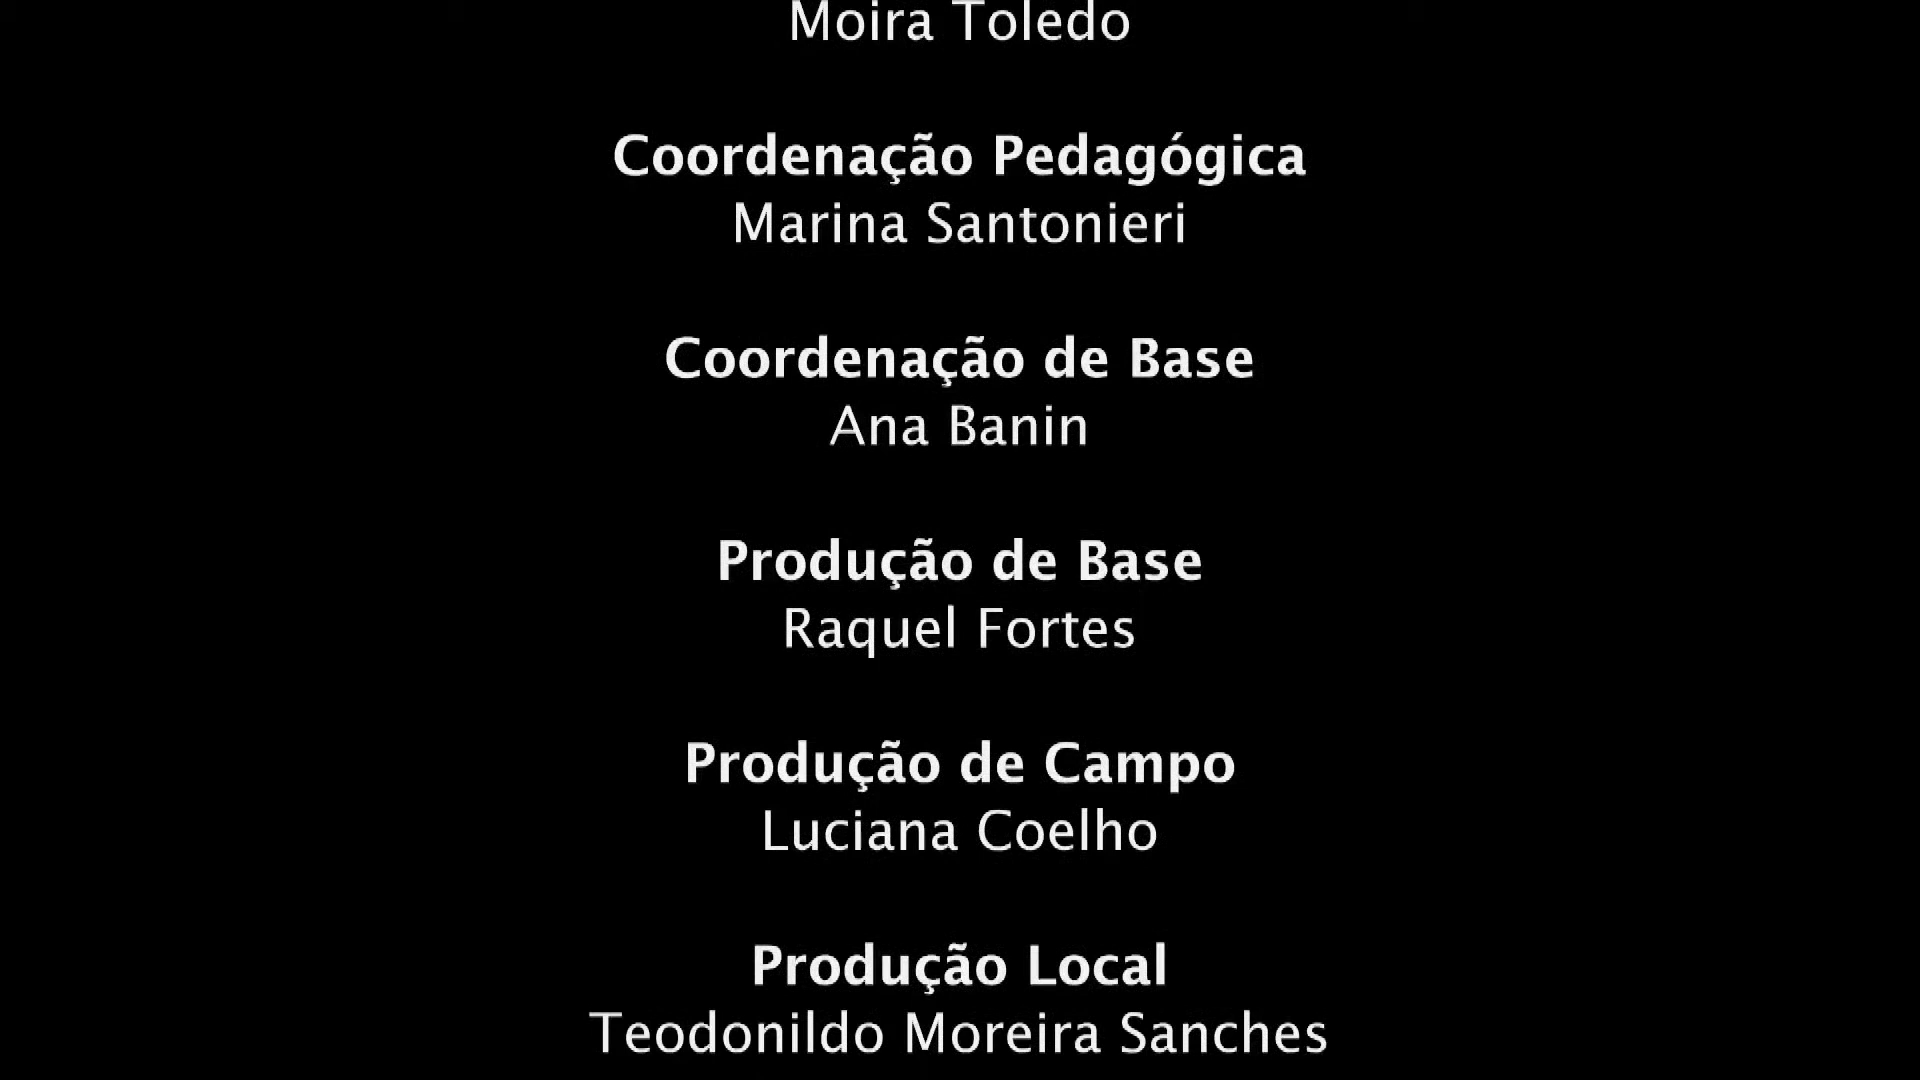 Moira Toledo
Coordenação Pedagógica
Marina Santonieri
Coordenação de Base
Ana Banin
Produção de Base
Raquel Fortes
Produção de Campo
Luciana Coelho
Produção Local
Teodonildo Moreira Sanches